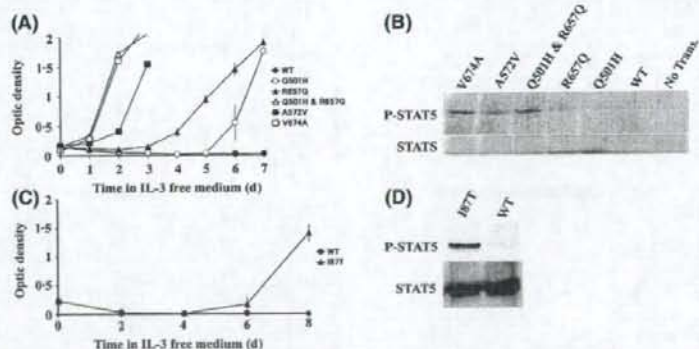 (A)
Optic density
2
1·5
1
0·5
0
0 1 2 3 4 5 6 7
Time in IL-3 free medium (d)
WT
Q501H
R657Q
Q501H & R657Q
A572V
V674A
(B)
V674A
A572V
Q501H & R657Q
R657Q
Q501H
WT
No Trans.
P-STAT5
STAT5
(C)
Optic density
2
1·5
1
0·5
0
0 2 4 6 8
Time in IL-3 free medium (d)
WT
I87T
(D)
I87T
WT
P-STAT5
STAT5